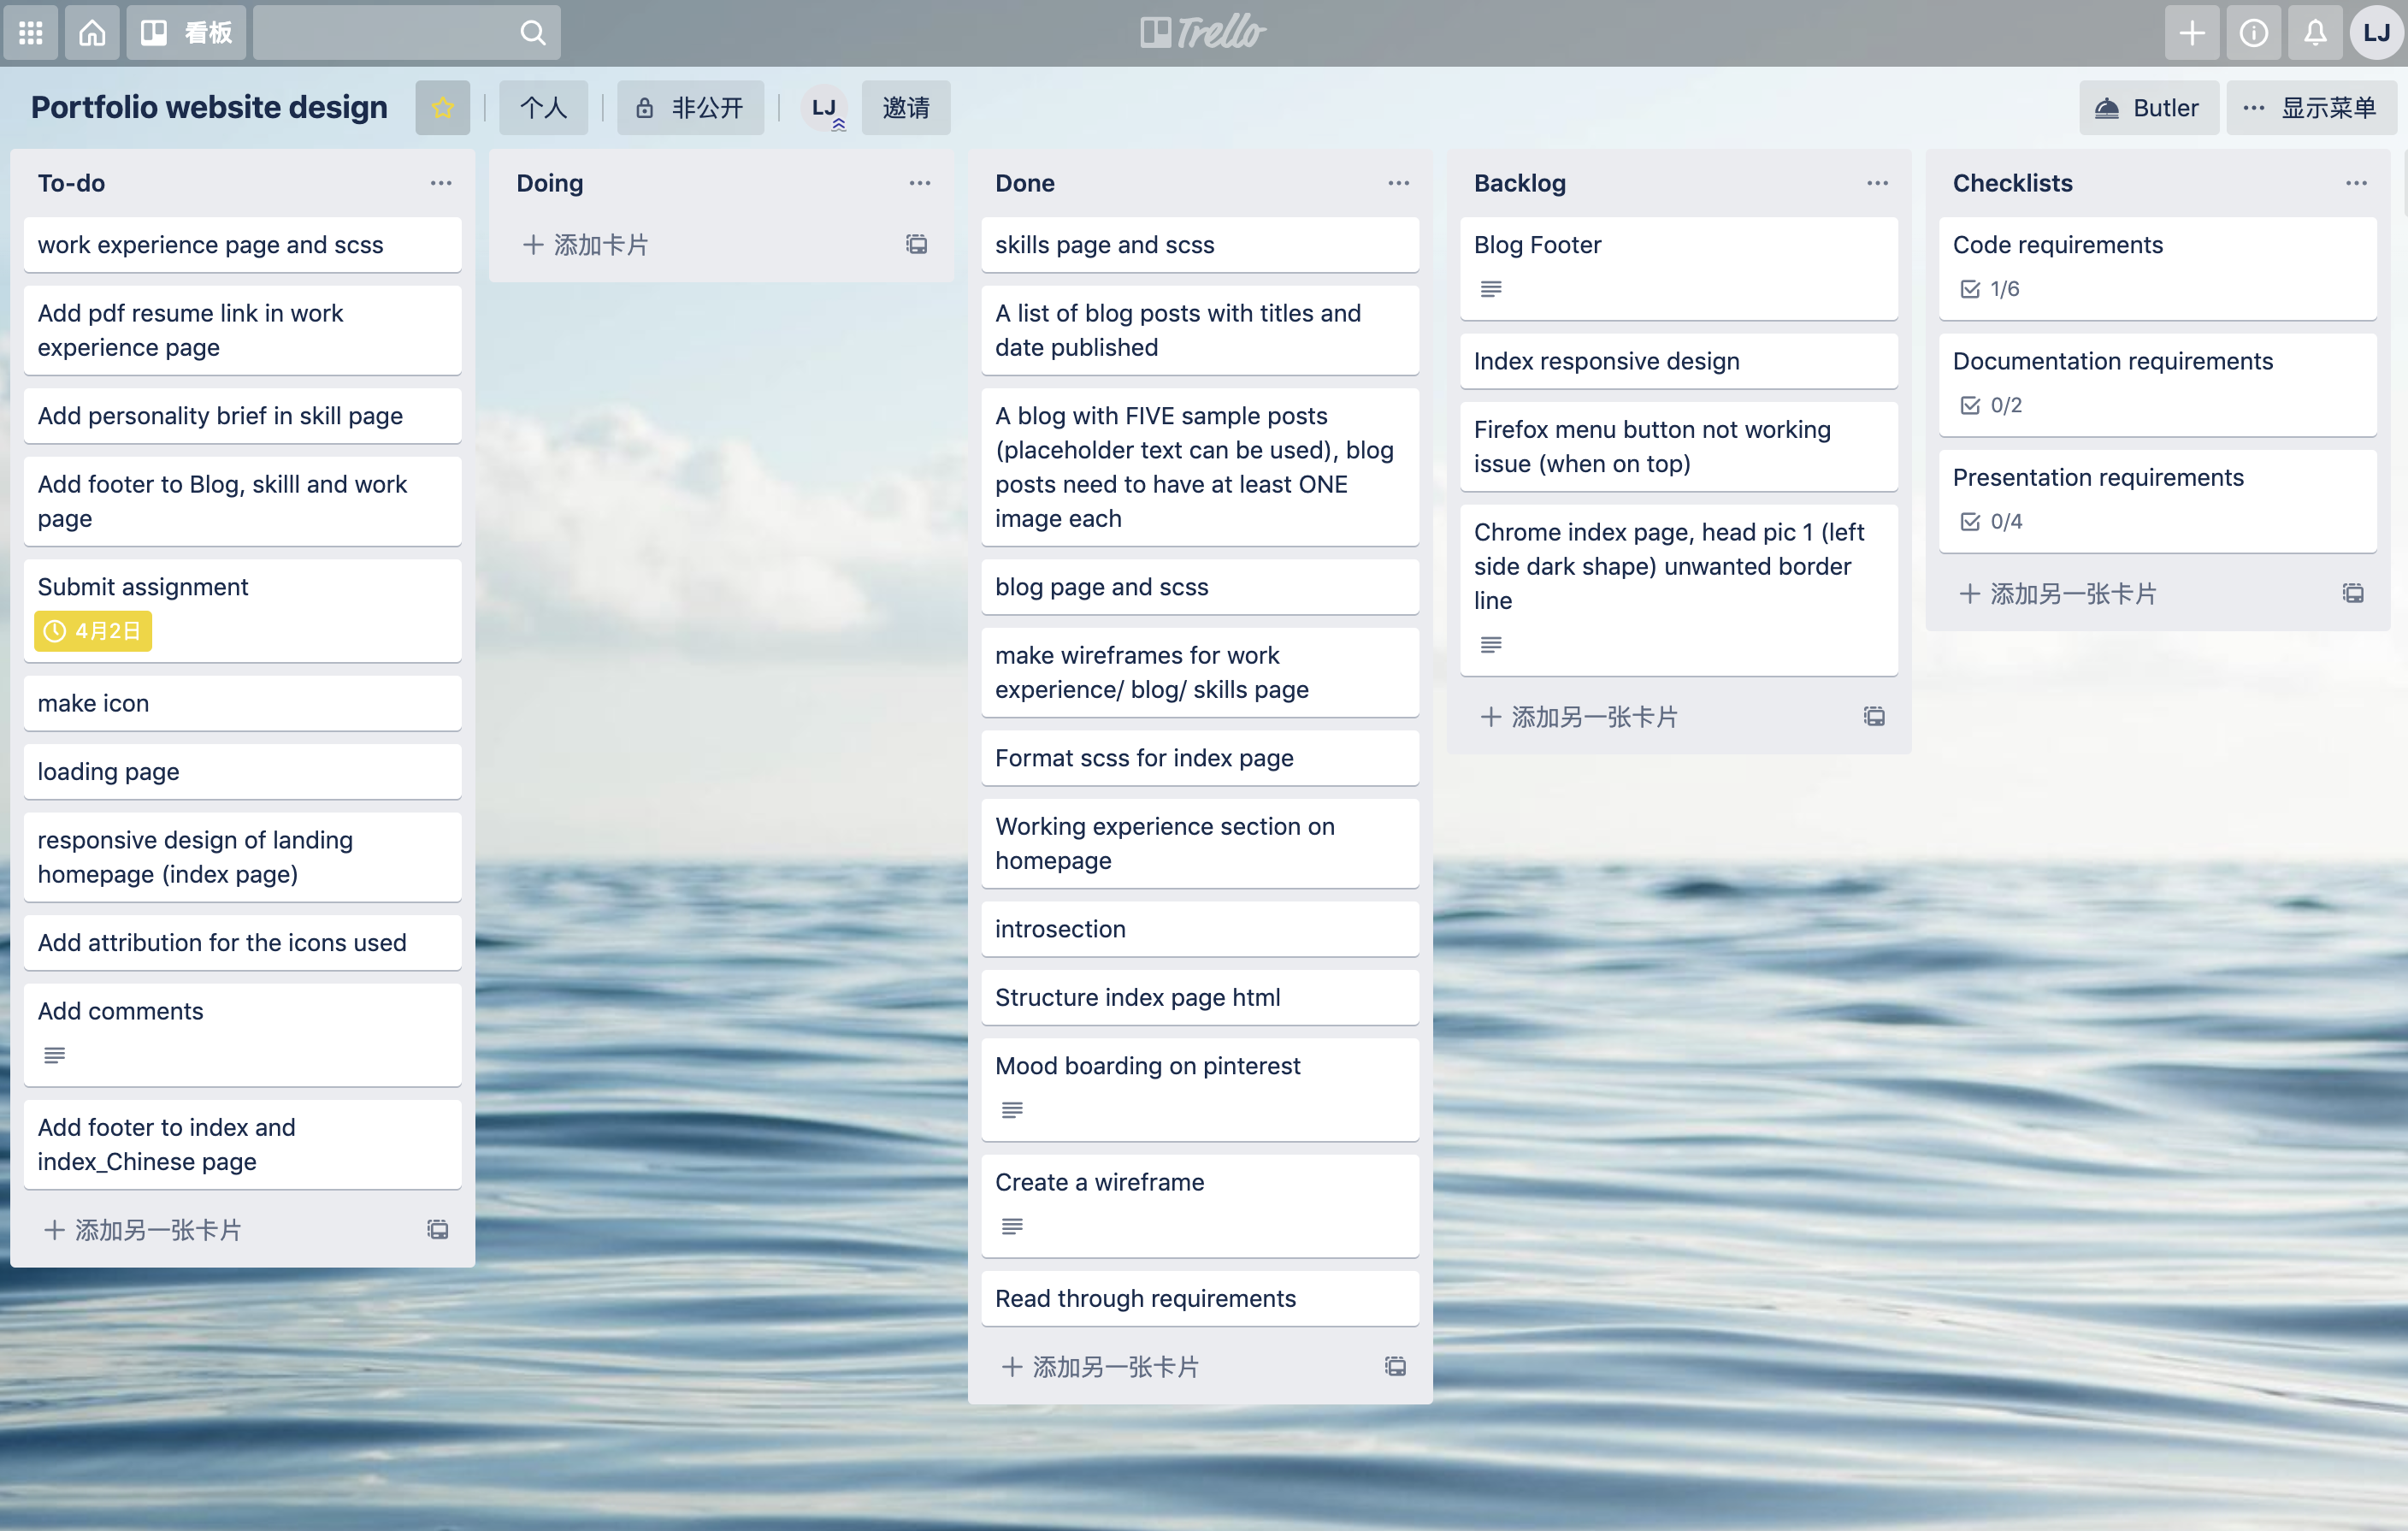 看板
Trello
LJ
Portfolio website design
个人
非公开
LJ
邀请
Butler
显示菜单
To-do
work experience page and scss
Add pdf resume link in work
experience page
Add personality brief in skill page
Add footer to Blog, skilll and work
page
Submit assignment
4月2日
make icon
loading page
responsive design of landing
homepage (index page)
Add attribution for the icons used
Add comments
Add footer to index and
index_Chinese page
添加另一张卡片
Doing
添加卡片
Done
skills page and scss
A list of blog posts with titles and
date published
A blog with FIVE sample posts
(placeholder text can be used), blog
posts need to have at least ONE
image each
blog page and scss
make wireframes for work
experience/ blog/ skills page
Format scss for index page
Working experience section on
homepage
introsection
Structure index page html
Mood boarding on pinterest
Create a wireframe
Read through requirements
添加另一张卡片
Backlog
Blog Footer
Index responsive design
Firefox menu button not working
issue (when on top)
Chrome index page, head pic 1 (left
side dark shape) unwanted border
line
添加另一张卡片
Checklists
Code requirements
1/6
Documentation requirements
0/2
Presentation requirements
0/4
添加另一张卡片